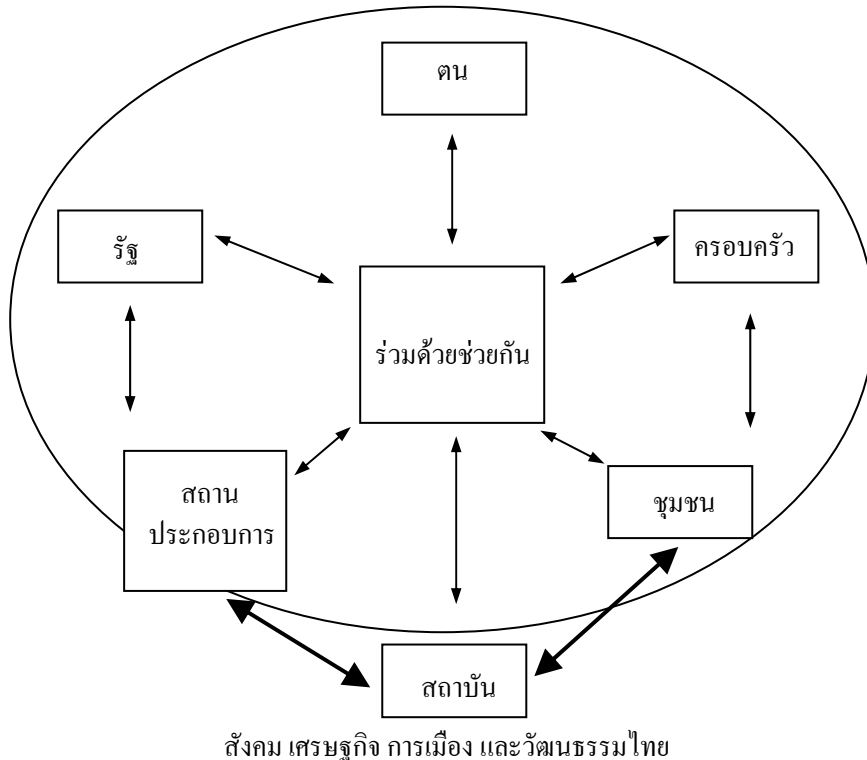 ตน
รัฐ
ครอบครัว
ร่วมด้วยช่วยกัน
สถาน
ประกอบการ
ชุมชน
สถาบัน
สังคม เศรษฐกิจ การเมือง และวัฒนธรรมไทย